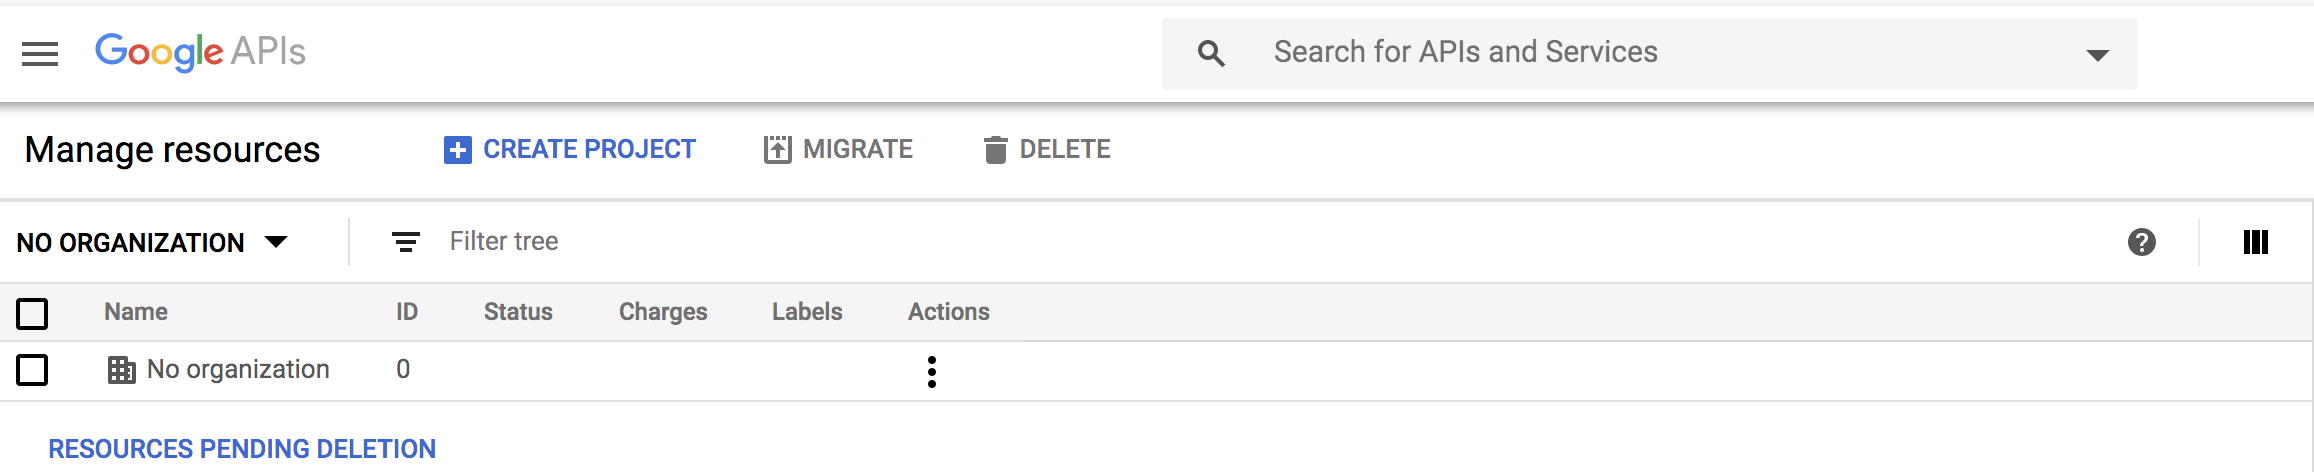 Google APIs Search for APIs and Services
Manage resources CREATE PROJECT MIGRATE DELETE
NO ORGANIZATION Filter tree
Name ID Status Charges Labels Actions
No organization 0
RESOURCES PENDING DELETION